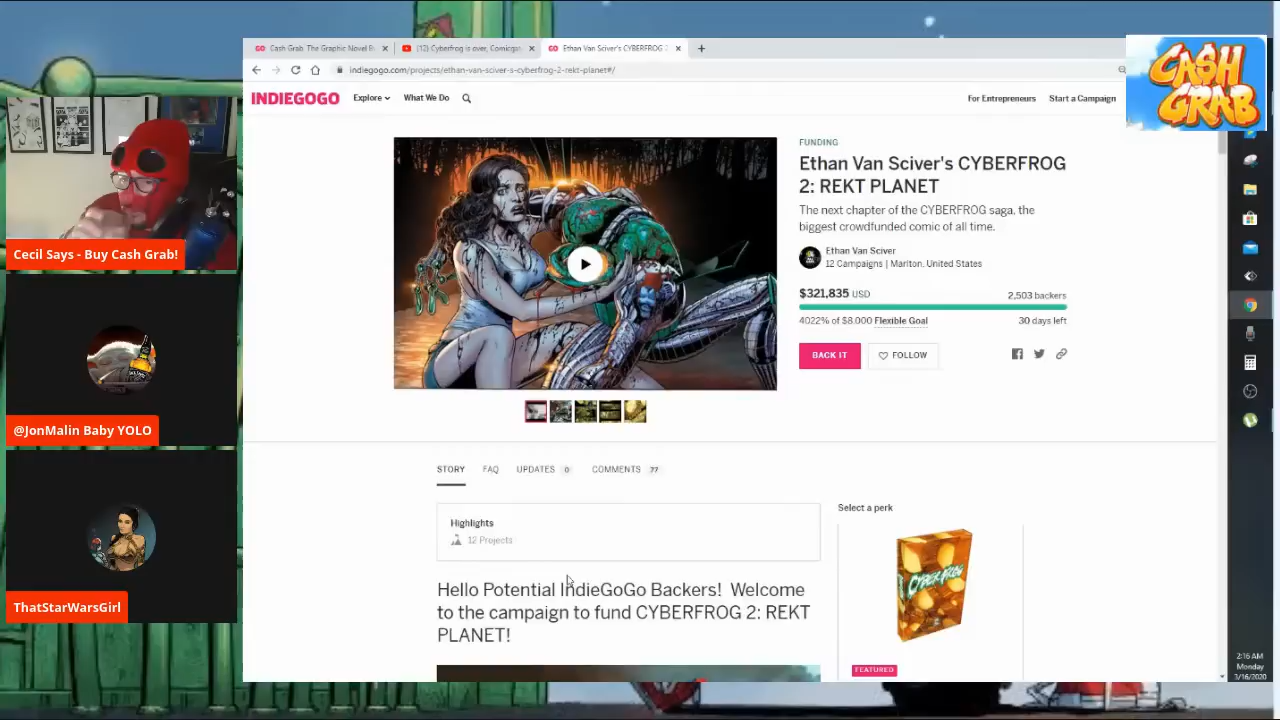 Cash Grab: The Graphic Novel
(12) Cyberfrog is over, Comicga
Ethan Van Sciver's CYBERFROG 2
indiegogo.com/projects/ethan-van-sciver-s-cyberfrog-2-rekt-planet#/
INDIEGOGO
Explore
What We Do
For Entrepreneurs
Start a Campaign
CASH
GRAB
FUNDING
Ethan Van Sciver's CYBERFROG
2: REKT PLANET
The next chapter of the CYBERFROG saga, the
biggest crowdfunded comic of all time.
Ethan Van Sciver
12 Campaigns | Marlton, United States
$321,835 USD
2,503 backers
4022% of $8,000 Flexible Goal
30 days left
BACK IT
FOLLOW
Cecil Says - Buy Cash Grab!
@JonMalin Baby YOLO
ThatStarWarsGirl
STORY
FAQ
UPDATES 0
COMMENTS 77
Select a perk
Highlights
12 Projects
Hello Potential IndieGoGo Backers! Welcome
to the campaign to fund CYBERFROG 2: REKT
PLANET!
CYBERFROG
FEATURED
2:16 AM
Monday
3/16/2020